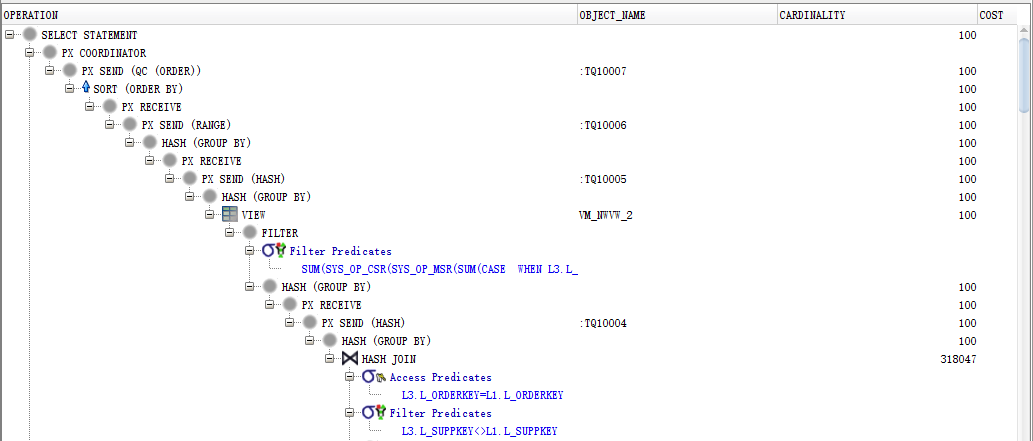 OPERATION OBJECT_NAME CARDINALITY COST
SELECT STATEMENT 100
PX COORDINATOR
PX SEND (QC (ORDER)) :TQ10007 100
SORT (ORDER BY) 100
PX RECEIVE 100
PX SEND (RANGE) :TQ10006 100
HASH (GROUP BY) 100
PX RECEIVE 100
PX SEND (HASH) :TQ10005 100
HASH (GROUP BY) 100
VIEW VM_NWVW_2 100
FILTER
Filter Predicates
SUM(SYS_OP_CSR(SYS_OP_MSR(SUM(CASE WHEN L3.L_
HASH (GROUP BY) 100
PX RECEIVE 100
PX SEND (HASH) :TQ10004 100
HASH (GROUP BY) 100
HASH JOIN 318047
Access Predicates
L3.L_ORDERKEY=L1.L_ORDERKEY
Filter Predicates
L3.L_SUPPKEY<>L1.L_SUPPKEY